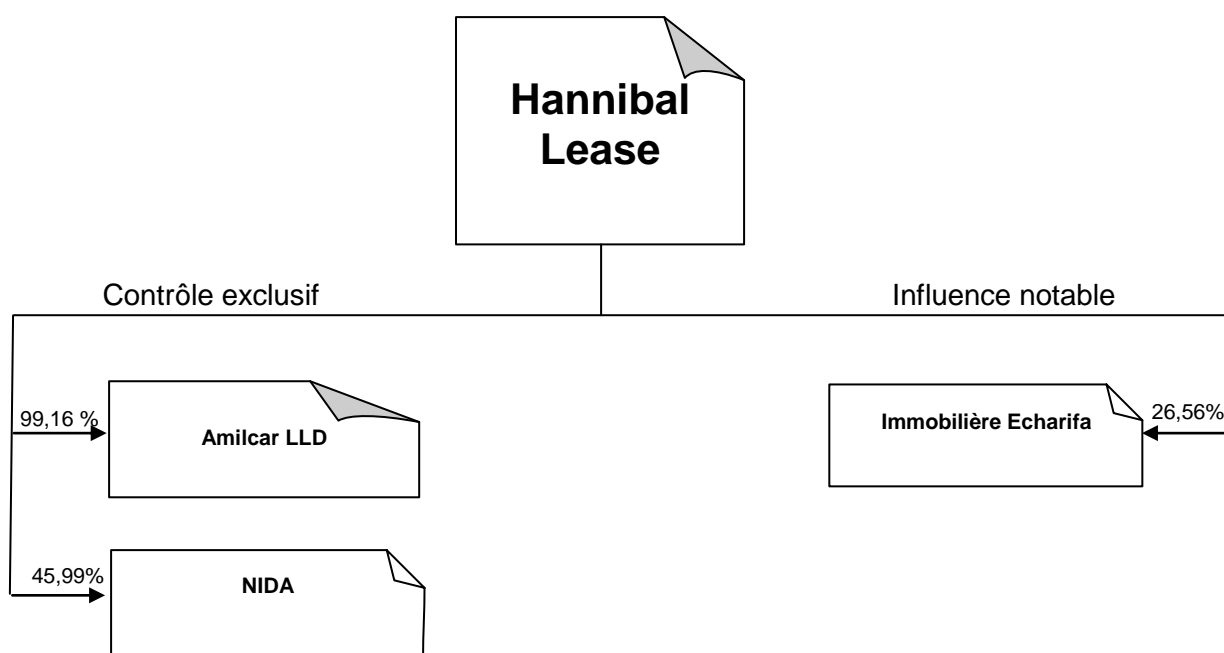 Hannibal
Lease
Contrôle exclusif
Influence notable
99,16 %
Amilcar LLD
Immobilière Echarifa
26,56%
45,99%
NIDA